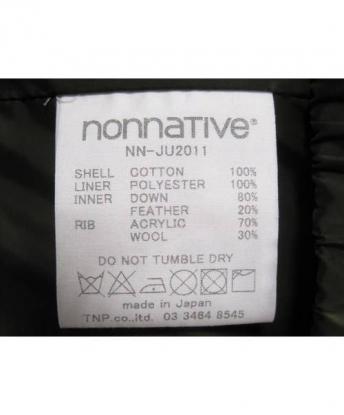 nonnative®
NN-JU2011
SHELL COTTON 100%
LINER POLYESTER 100%
INNER DOWN 80%
FEATHER 20%
RIB ACRYLIC 70%
WOOL 30%
DO NOT TUMBLE DRY
made in Japan
TNP.co.,ltd. 03 3464 8545